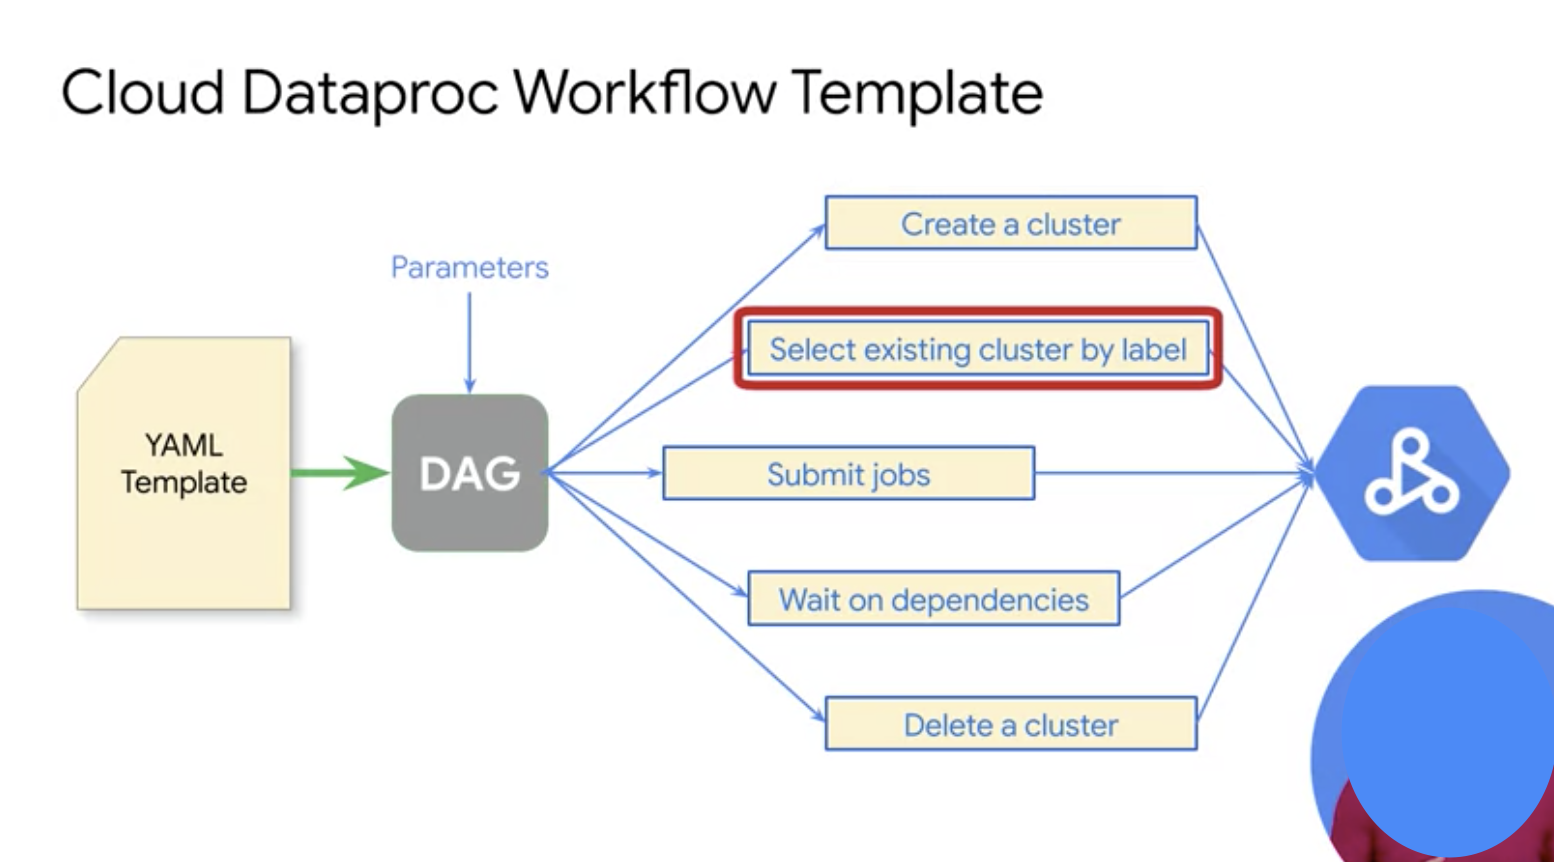 Cloud Dataproc Workflow Template
Parameters
YAML
Template
DAG
Create a cluster
Select existing cluster by label
Submit jobs
Wait on dependencies
Delete a cluster